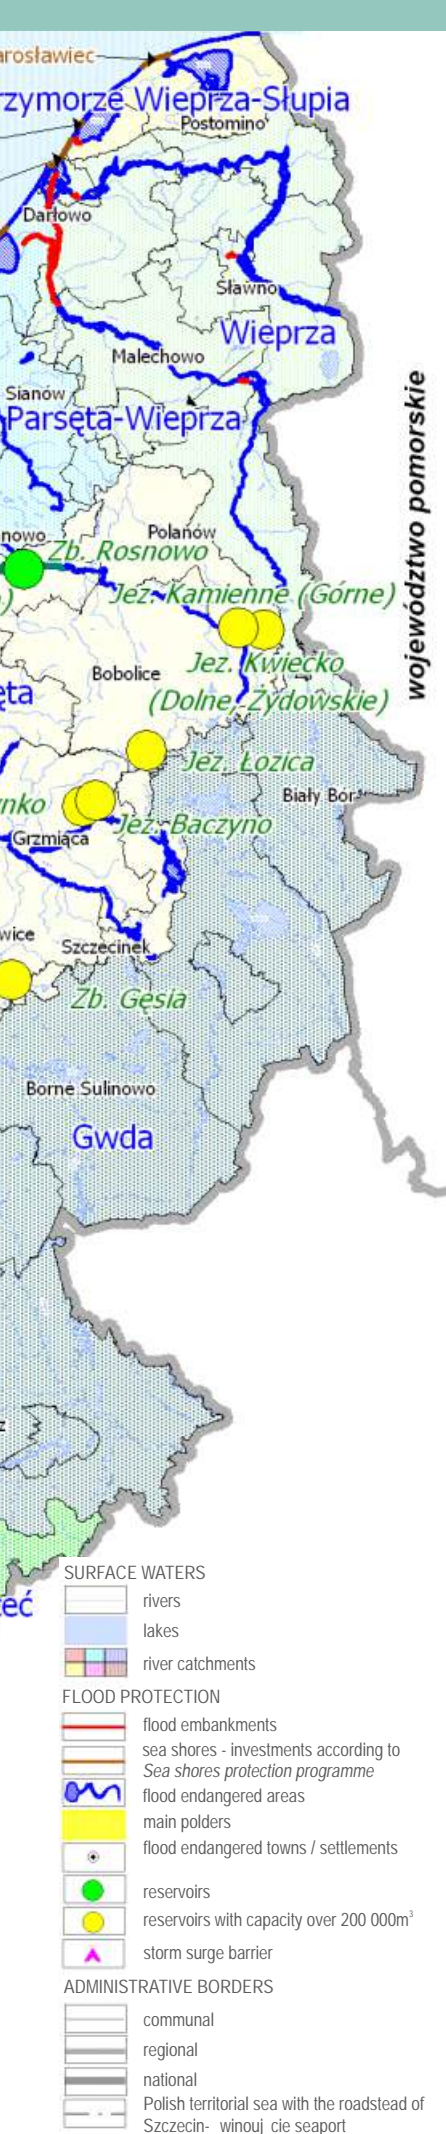 arosławiec
rzymorze Wieprza-Słupia
Postomino
Darłowo
Sławno
Wieprza
Malechowo
Sianów
Parsęta-Wieprza
województwo pomorskie
nowo
Polanów
Zb. Rosnowo
Jez. Kamienne (Górne)
)
Jez. Kwiecko
(Dolne, Żydowskie)
Bobolice
ęta
Jez. Łozica
Biały Bór
ynko
Jez. Baczyno
Grzmiąca
wice
Szczecinek
Zb. Gęsia
Borne Sulinowo
Gwda
z
eć
SURFACE WATERS
rivers
lakes
river catchments
FLOOD PROTECTION
flood embankments
sea shores - investments according to
Sea shores protection programme
flood endangered areas
main polders
flood endangered towns / settlements
reservoirs
reservoirs with capacity over 200 000m³
storm surge barrier
ADMINISTRATIVE BORDERS
communal
regional
national
Polish territorial sea with the roadstead of
Szczecin- winouj cie seaport